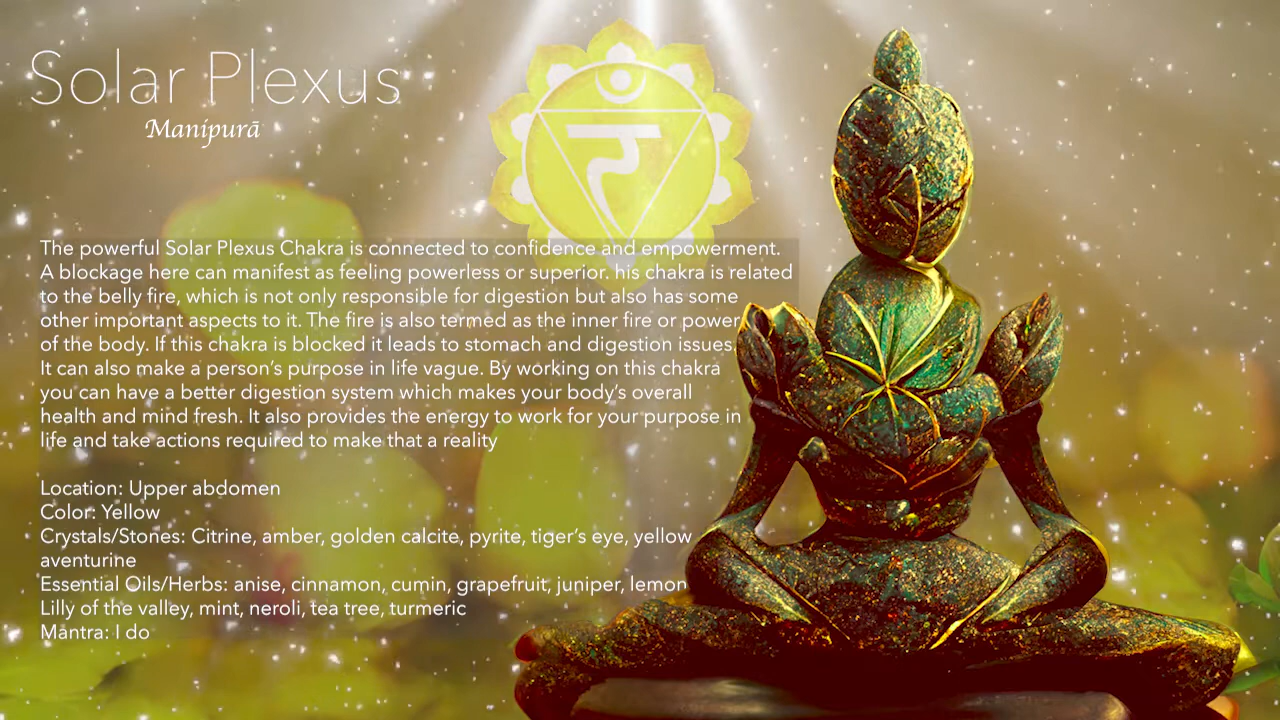 Solar Plexus
Manipurā
रं
The powerful Solar Plexus Chakra is connected to confidence and empowerment.
A blockage here can manifest as feeling powerless or superior. his chakra is related
to the belly fire, which is not only responsible for digestion but also has some
other important aspects to it. The fire is also termed as the inner fire or power
of the body. If this chakra is blocked it leads to stomach and digestion issues.
It can also make a person’s purpose in life vague. By working on this chakra
you can have a better digestion system which makes your body’s overall
health and mind fresh. It also provides the energy to work for your purpose in
life and take actions required to make that a reality
Location: Upper abdomen
Color: Yellow
Crystals/Stones: Citrine, amber, golden calcite, pyrite, tiger’s eye, yellow
aventurine
Essential Oils/Herbs: anise, cinnamon, cumin, grapefruit, juniper, lemon,
Lilly of the valley, mint, neroli, tea tree, turmeric
Mantra: I do